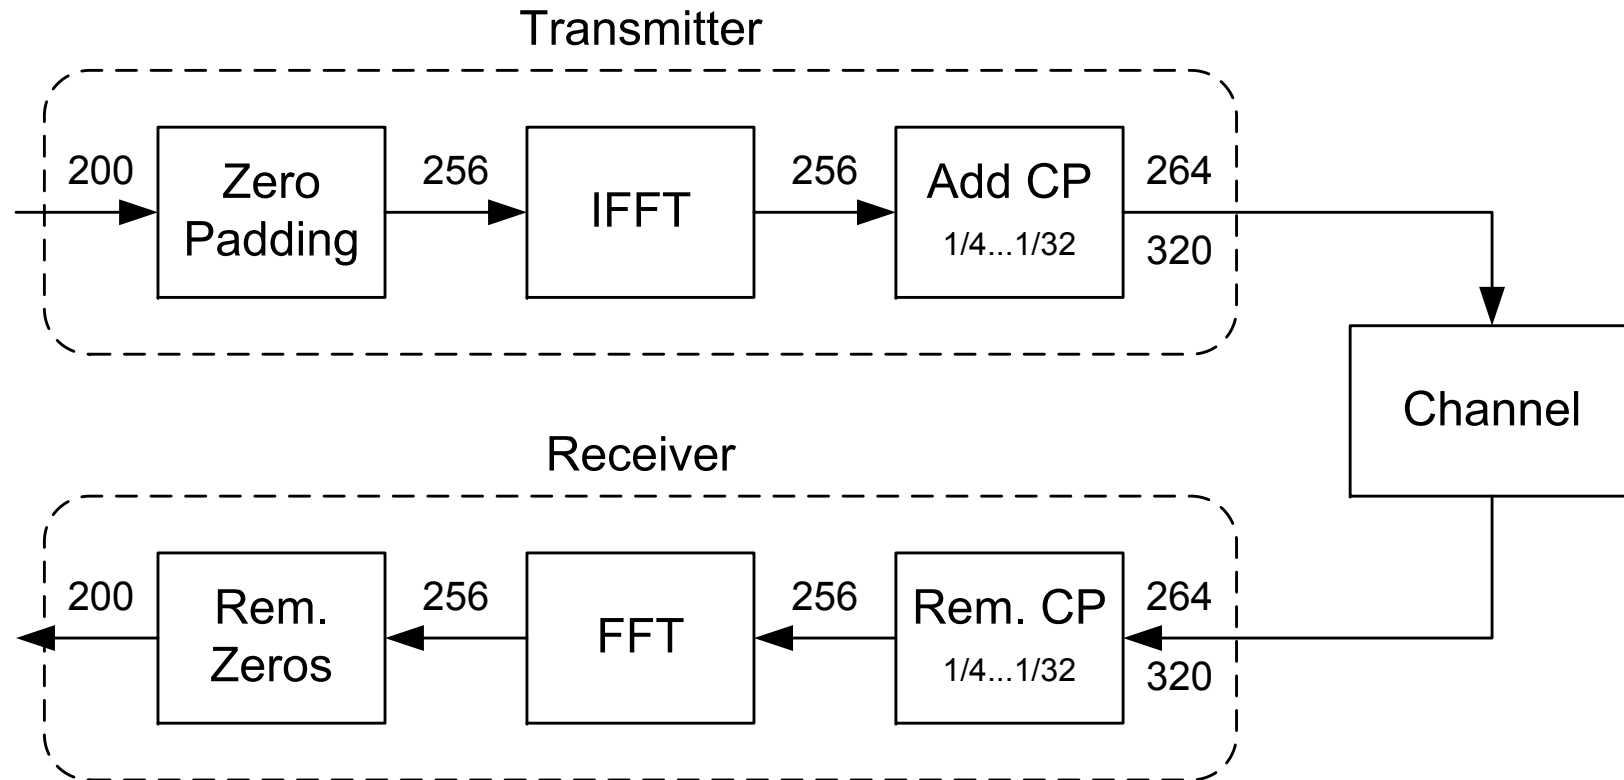 Transmitter
200
Zero
Padding
256
IFFT
256
Add CP
1/4...1/32
264
320
Channel
Receiver
200
Rem.
Zeros
256
FFT
256
Rem. CP
1/4...1/32
264
320